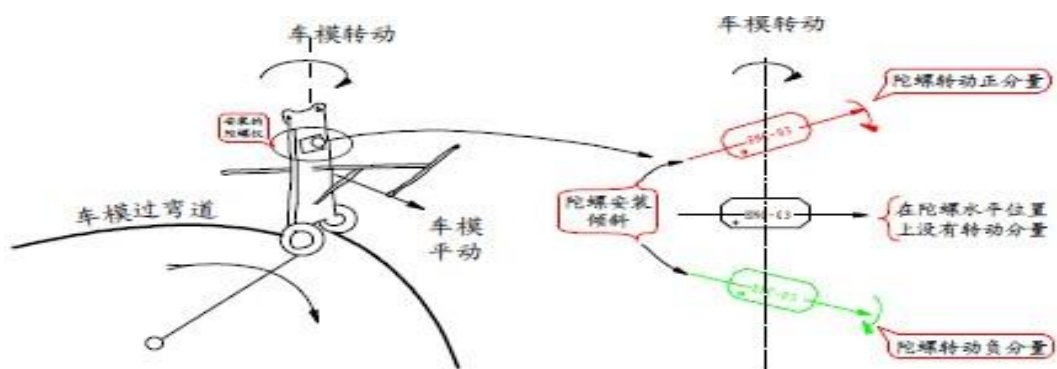 车模转动
安装的
陀螺仪
车模过弯道
车模
平动
车模转动
陀螺转动正分量
陀螺安装
倾斜
在陀螺水平位置
上没有转动分量
陀螺转动负分量